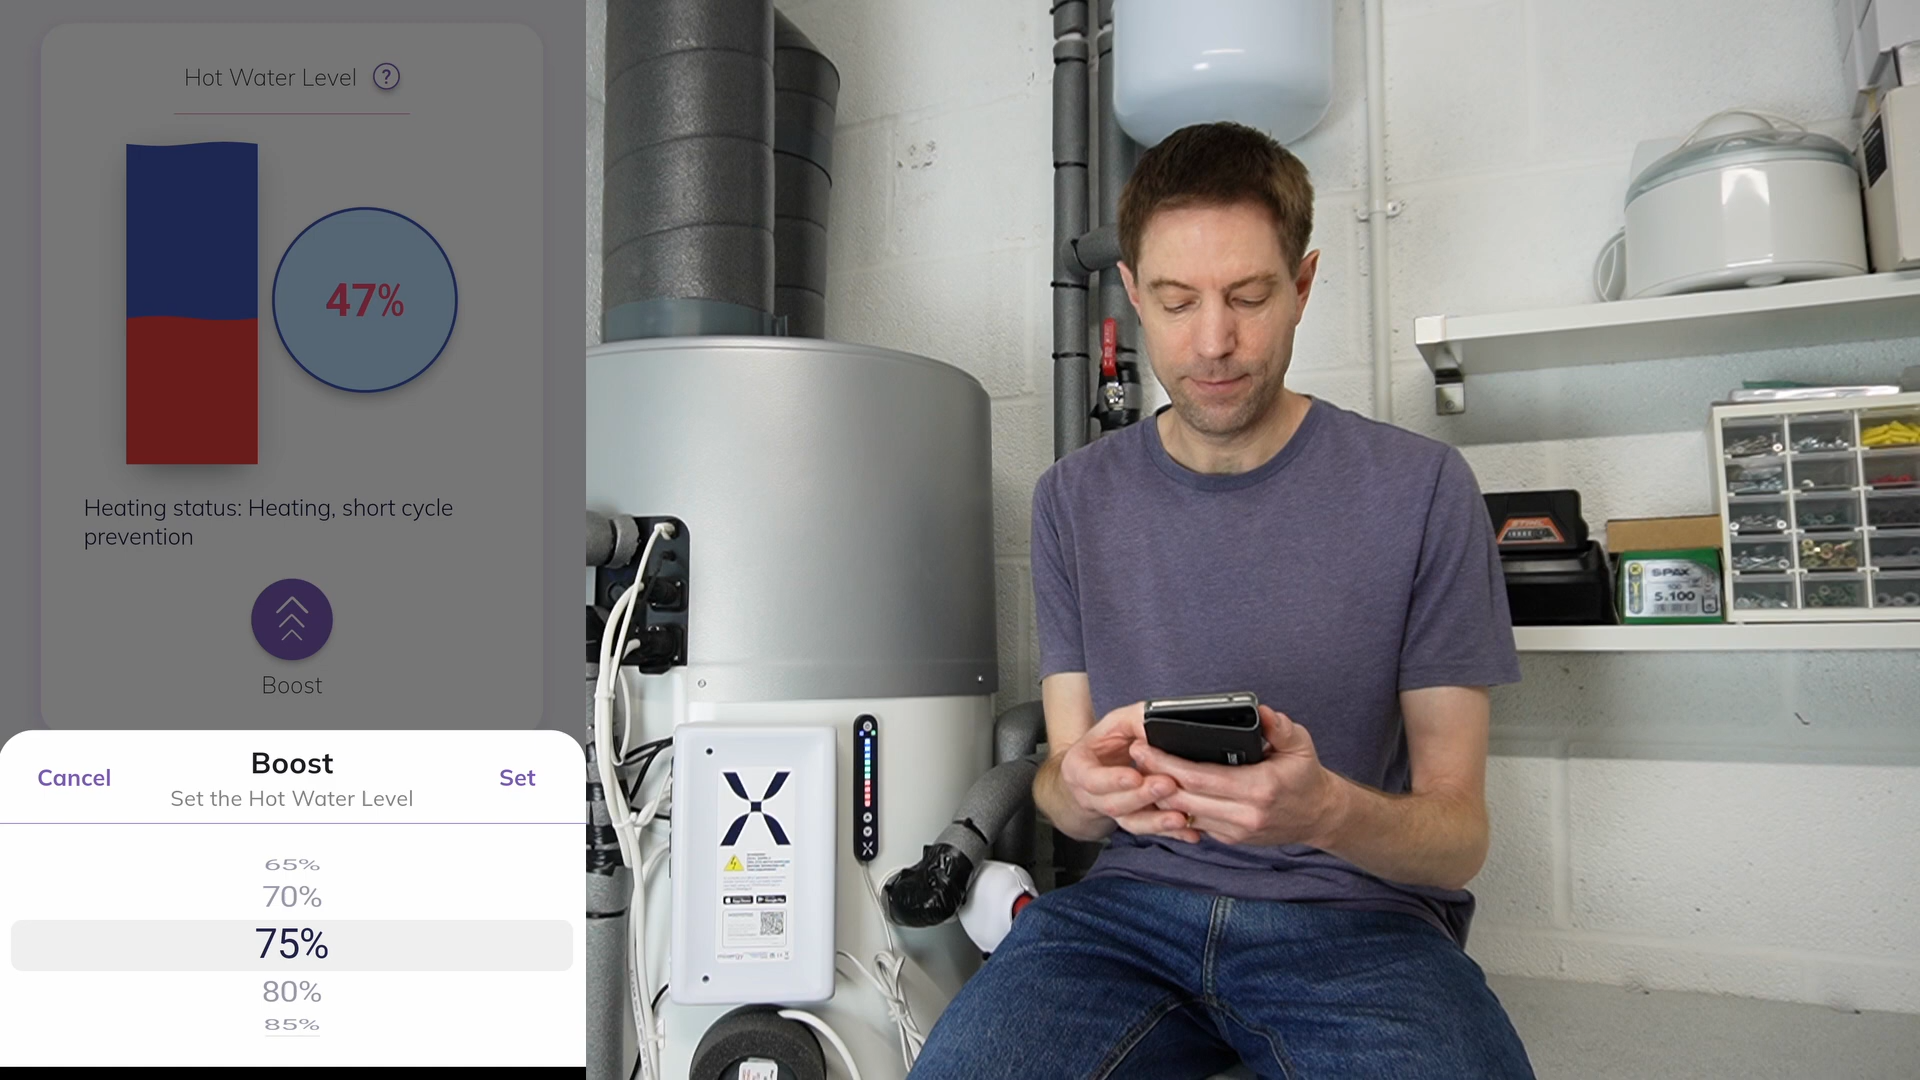 Hot Water Level ?
47%
Heating status: Heating, short cycle
prevention
Boost
Cancel
Boost
Set
Set the Hot Water Level
65%
70%
75%
80%
85%
SPAX
100
5.100